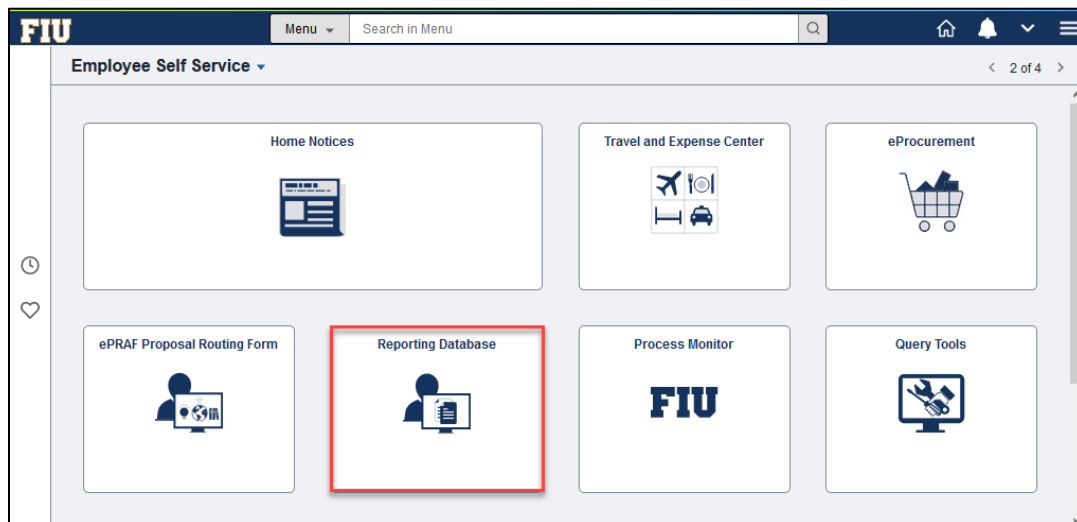 FIU
Menu
Search in Menu
Employee Self Service
2 of 4
Home Notices
Travel and Expense Center
eProcurement
ePRAF Proposal Routing Form
Reporting Database
Process Monitor
Query Tools
FIU